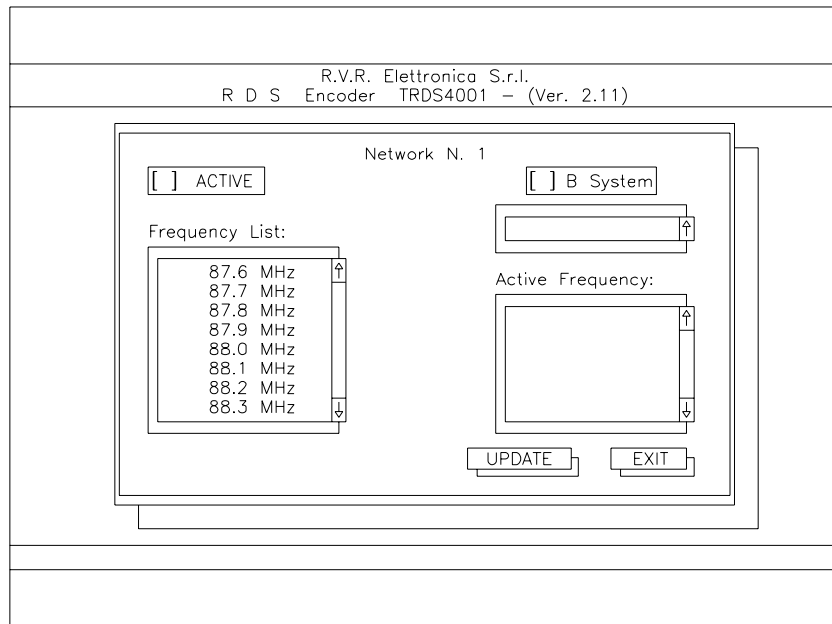 R.V.R. Elettronica S.r.l.
R D S Encoder TRDS4001 – (Ver. 2.11)
Network N. 1
[ ] ACTIVE
[ ] B System
Frequency List:
87.6 MHz
87.7 MHz
87.8 MHz
87.9 MHz
88.0 MHz
88.1 MHz
88.2 MHz
88.3 MHz
Active Frequency:
UPDATE
EXIT